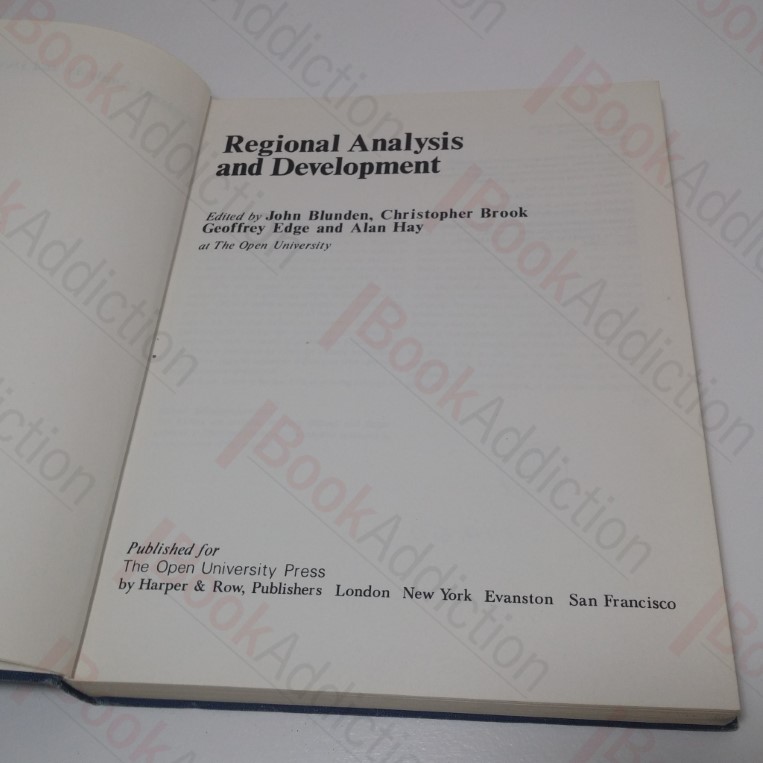 Regional Analysis
and Development
Edited by John Blunden, Christopher Brook
Geoffrey Edge and Alan Hay
at The Open University
Published for
The Open University Press
by Harper & Row, Publishers London New York Evanston San Francisco
BookAddiction